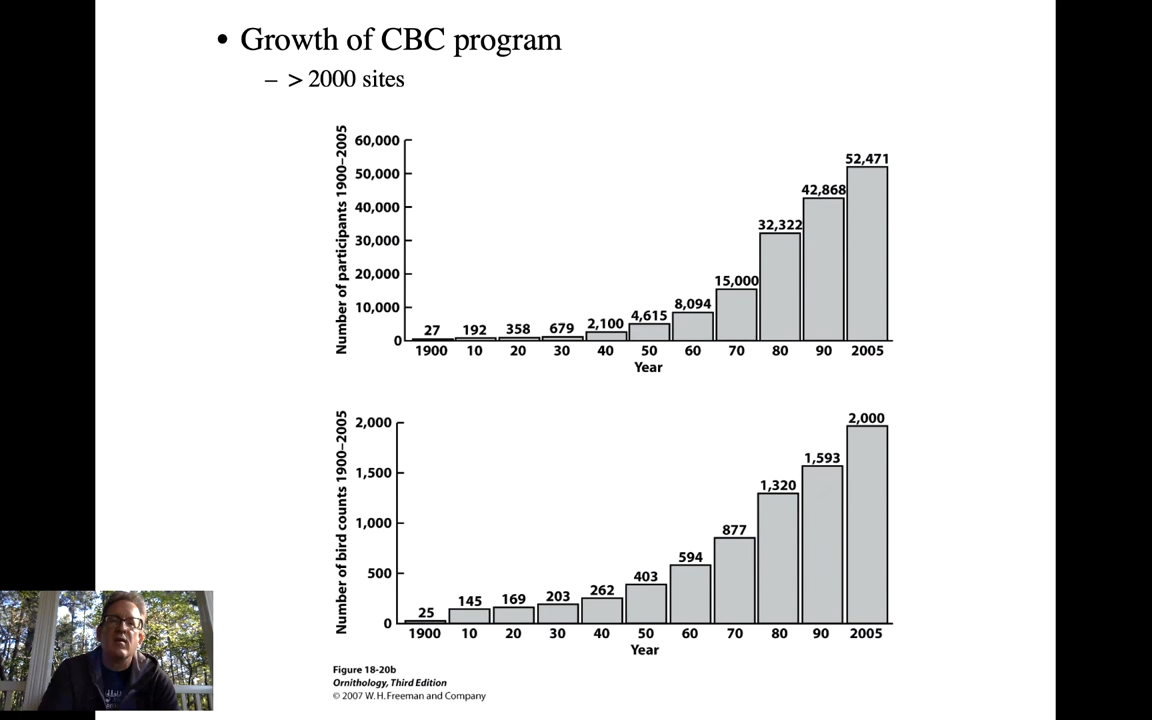 • Growth of CBC program
– > 2000 sites
Number of participants 1900–2005
60,000
50,000
40,000
30,000
20,000
10,000
0
27 192 358 679 2,100 4,615 8,094 15,000 32,322 42,868 52,471
1900 10 20 30 40 50 60 70 80 90 2005
Year
Number of bird counts 1900–2005
2,000
1,500
1,000
500
0
25 145 169 203 262 403 594 877 1,320 1,593 2,000
1900 10 20 30 40 50 60 70 80 90 2005
Year
Figure 18-20b
Ornithology, Third Edition
© 2007 W. H. Freeman and Company